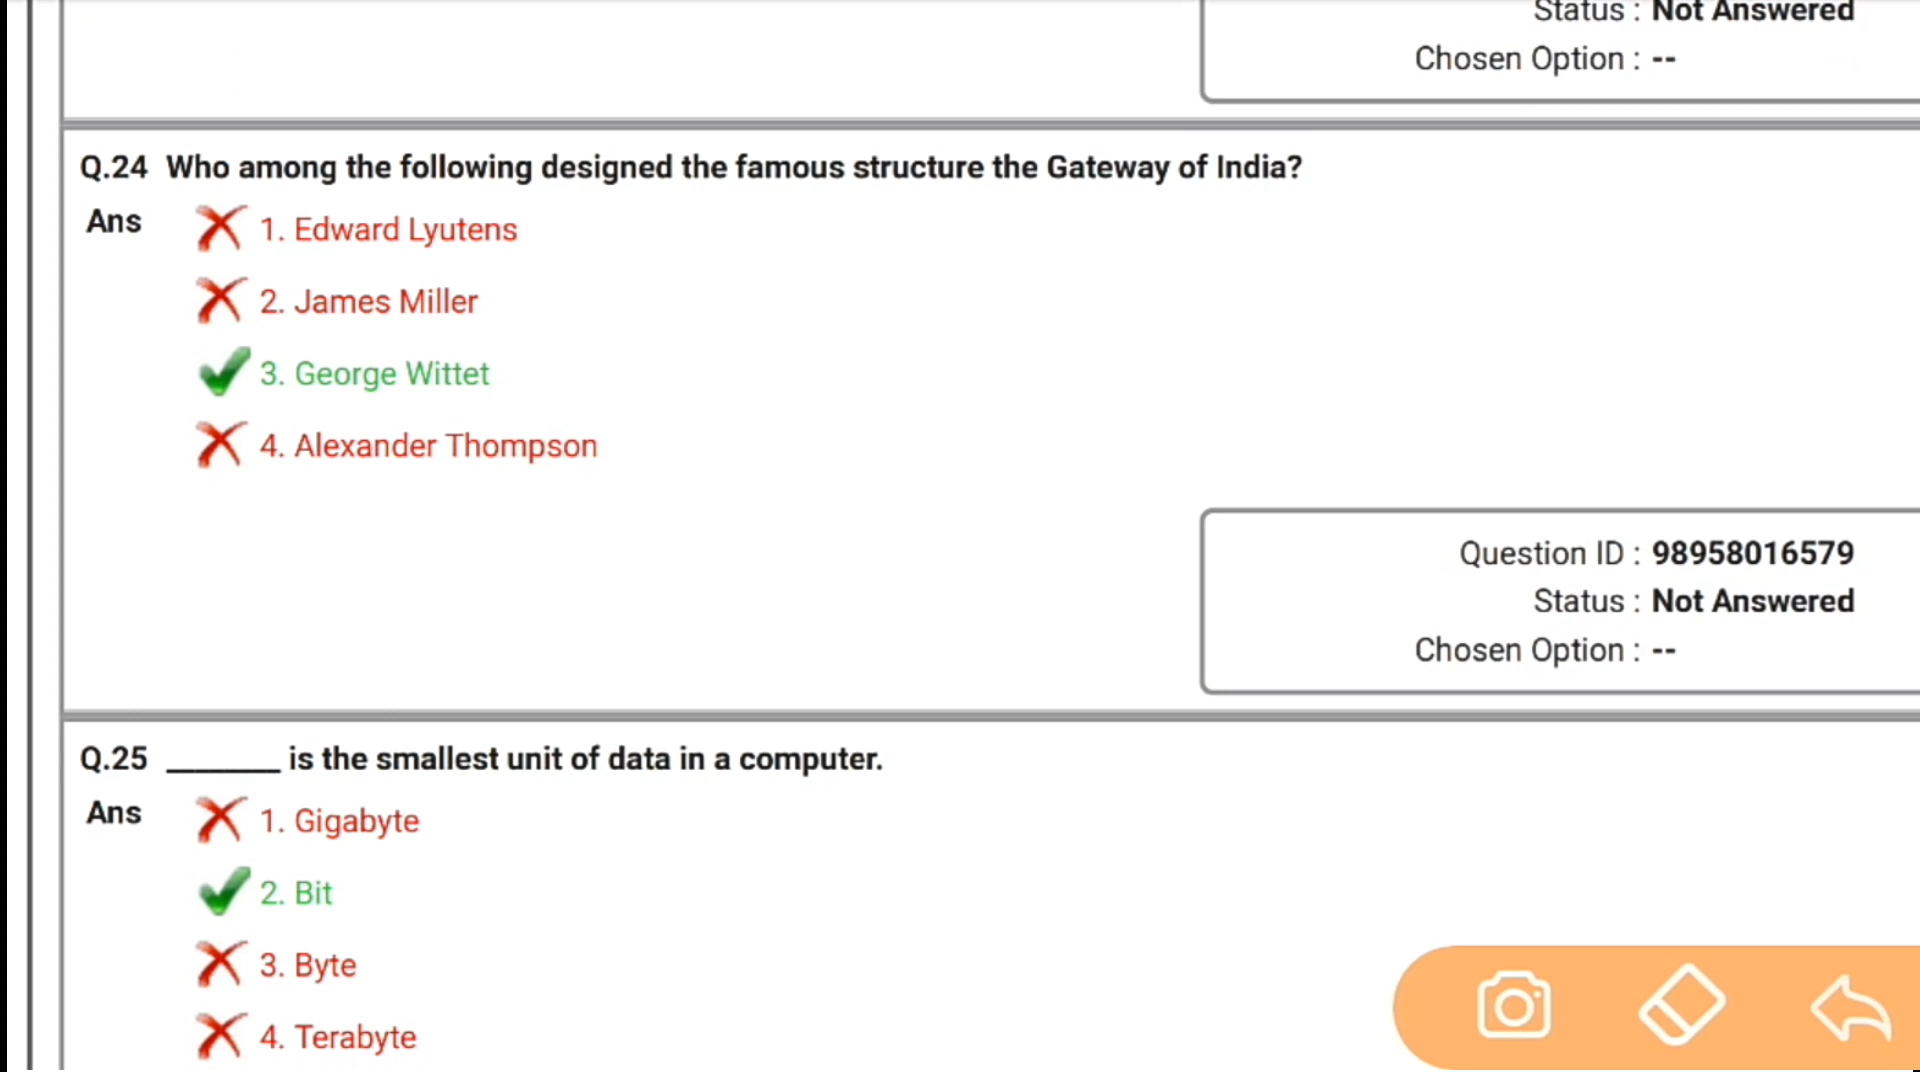 Status : Not Answered
Chosen Option : --
Q.24 Who among the following designed the famous structure the Gateway of India?
Ans 1. Edward Lyutens
2. James Miller
3. George Wittet
4. Alexander Thompson
Question ID : 98958016579
Status : Not Answered
Chosen Option : --
Q.25 _______ is the smallest unit of data in a computer.
Ans 1. Gigabyte
2. Bit
3. Byte
4. Terabyte